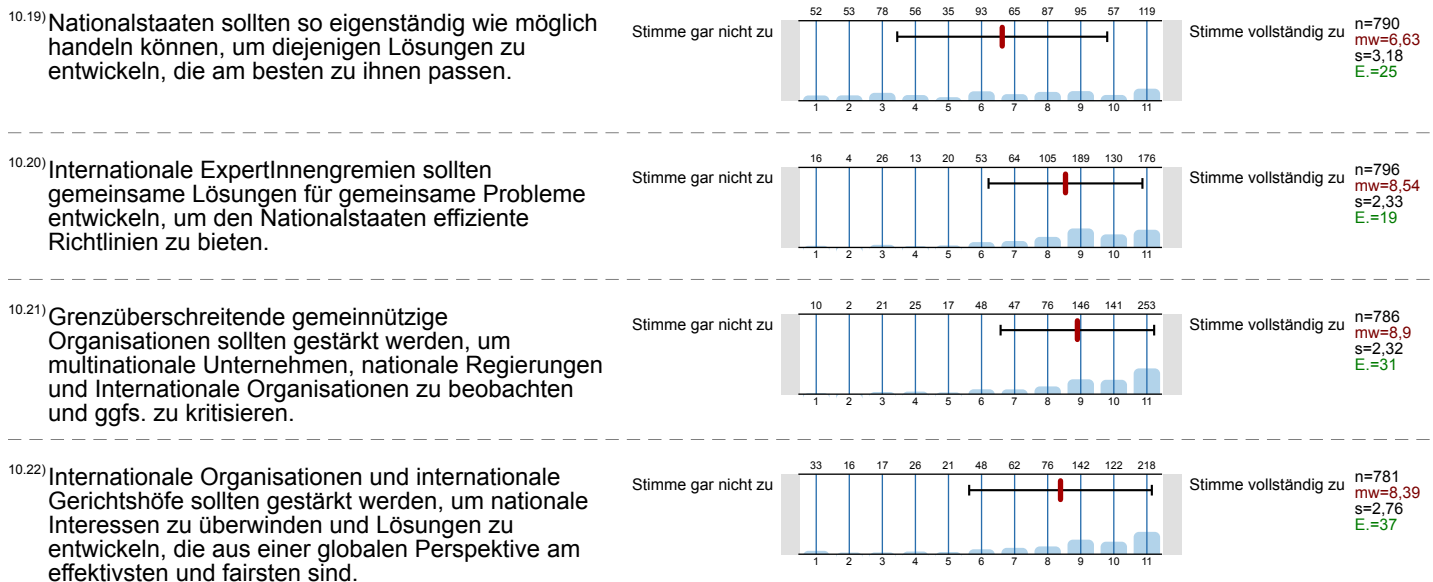 10.19) Nationalstaaten sollten so eigenständig wie möglich
handeln können, um diejenigen Lösungen zu
entwickeln, die am besten zu ihnen passen.
Stimme gar nicht zu
52 53 78 56 35 93 65 87 95 57 119
1 2 3 4 5 6 7 8 9 10 11
Stimme vollständig zu
n=790
mw=6,63
s=3,18
E.=25
10.20) Internationale ExpertInnengremien sollten
gemeinsame Lösungen für gemeinsame Probleme
entwickeln, um den Nationalstaaten effiziente
Richtlinien zu bieten.
Stimme gar nicht zu
16 4 26 13 20 53 64 105 189 130 176
1 2 3 4 5 6 7 8 9 10 11
Stimme vollständig zu
n=796
mw=8,54
s=2,33
E.=19
10.21) Grenzüberschreitende gemeinnützige
Organisationen sollten gestärkt werden, um
multinationale Unternehmen, nationale Regierungen
und Internationale Organisationen zu beobachten
und ggfs. zu kritisieren.
Stimme gar nicht zu
10 2 21 25 17 48 47 76 146 141 253
1 2 3 4 5 6 7 8 9 10 11
Stimme vollständig zu
n=786
mw=8,9
s=2,32
E.=31
10.22) Internationale Organisationen und internationale
Gerichtshöfe sollten gestärkt werden, um nationale
Interessen zu überwinden und Lösungen zu
entwickeln, die aus einer globalen Perspektive am
effektivsten und fairsten sind.
Stimme gar nicht zu
33 16 17 26 21 48 62 76 142 122 218
1 2 3 4 5 6 7 8 9 10 11
Stimme vollständig zu
n=781
mw=8,39
s=2,76
E.=37